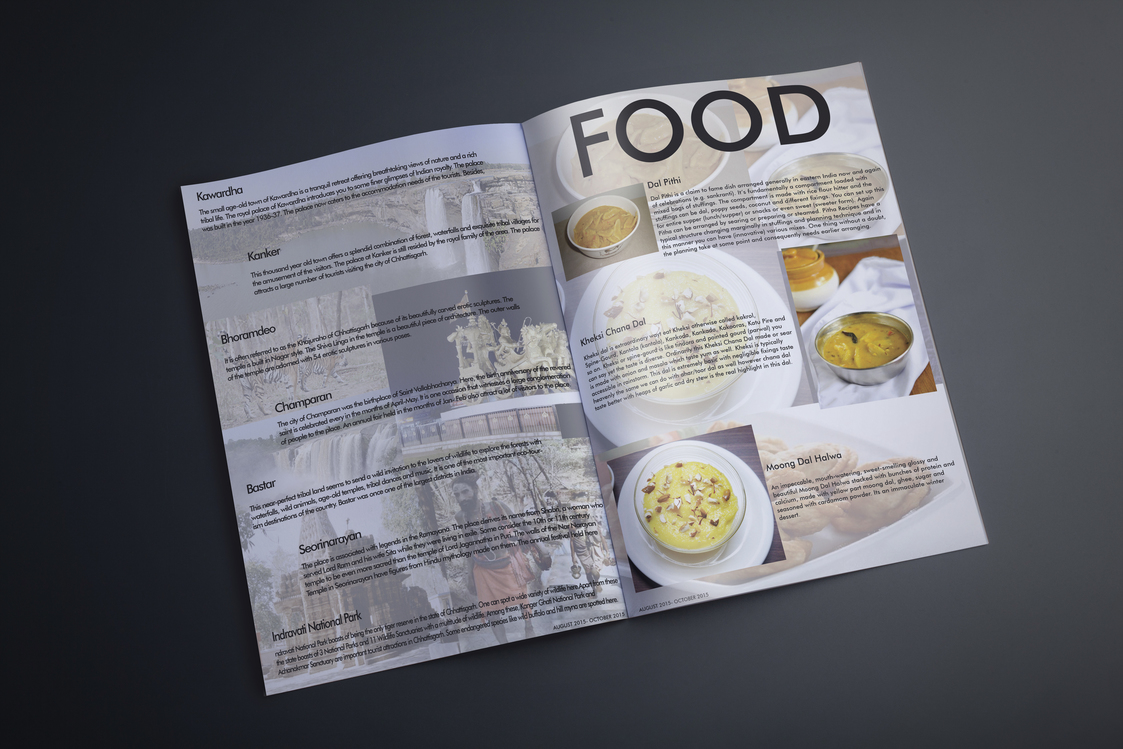 Kawardha
The small age-old town of Kawardha is a tranquil retreat offering breathtaking views of nature and a rich
tribal life. The royal palace of Kawardha introduces you to some finer glimpses of Indian royalty. The palace
was built in the year 1936-37. The palace now caters to the accommodation needs of the tourists. Besides,
Kanker
This thousand year old town offers a splendid combination of forest, waterfalls and exquisite tribal villages for
the amusement of the visitors. The palace at Kanker is still resided by the royal family of the area. The palace
attracts a large number of tourists visiting the city of Chhattisgarh.
Bhoramdeo
It is often referred to as the Khajuraho of Chhattisgarh because of its beautifully carved erotic sculptures. The
temple is built in Nagar style. The Shiva Linga in the temple is a beautiful piece of architecture. The outer walls
of the temple are adorned with 54 erotic sculptures in various poses.
Champaran
The city of Champaran was the birthplace of Saint Vallabhacharya. Here, the birth anniversary of the revered
saint is celebrated every in the months of April-May. It is one occasion that witnesses a large conglomeration
of people to the place. An annual fair held in the months of Jan- Feb also attract a lot of visitors to the place
Bastar
This near-perfect tribal land seems to send a wild invitation to the lovers of wildlife to explore the forests with
waterfalls, wild animals, age-old temples, tribal dances and music. It is one of the most important eco-tour-
ism destinations of the country. Bastar was once one of the largest districts in India.
Seorinarayan
The place is associated with legends in the Ramayana. The place derives its name from Shabri, a woman who
served Lord Ram and his wife Sita while they were living in exile. Some consider the 10th or 11th century
temple to be even more sacred than the temple of Lord Jagannatha in Puri. The walls of the Nar Narayan
Temple in Seorinarayan have figures from Hindu mythology made on them. The annual festival held here
Indravati National Park
ndravati National Park boasts of being the only tiger reserve in the state of Chhattisgarh. One can spot a wide variety of wildlife here.Apart from these
the state boasts of 3 National Parks and 11 Wildlife Sanctuaries with a multitude of wildlife. Among these, Kanger Ghati National Park and
Achanakmar Sanctuary are important tourist attractions in Chhattisgarh. Some endangered species like wild buffalo and hill myna are spotted here.
AUGUST 2015- OCTOBER 2015
FOOD
Dal Pithi
Dal Pithi is a claim to fame dish arranged generally in eastern India now and again
of celebrations (e.g. sankranti). It's fundamentally a compartment loaded with
mixed bags of stuffings. The compartment is made with rice flour hitter and the
stuffings can be dal, poppy seeds, coconut and different fixings. You can set up this
for entire supper (lunch/supper) or snacks or even sweet (sweeter form). Again
Pitha can be arranged by searing or preparing or steamed. Pitha Recipes have a
typical structure changing marginally in stuffings and planning technique and in
this manner you can have (innovative) various mixes. One thing without a doubt,
the planning take at some point and consequently needs earlier arranging.
Kheksi Chana Dal
Kheksi dal is extraordinary ways eat Kheksi otherwise called kakrol,
Spine-Gourd, Kantola (kantola), Kankada, Kankoda, Kakooras, Katu Pire and
so on. Kheksi or spine-gourd is like tindora and pointed gourd (parwal) you
can say yet the taste is diverse. Ordinarily this Kheksi Chana Dal made or sear
is made with onion and masala which taste yum as well. Kheksi is typically
accessible in rainstorm. This dal is extremely basic with negligible fixings taste
heavenly the same we can do with arhar/toor dal as well however chana dal
taste better with heaps of garlic and dry stew is the real highlight in this dal.
Moong Dal Halwa
An impeccable, mouth-watering, sweet-smelling glossy and
beautiful Moong Dal Halwa stacked with bunches of protein and
calcium, made with yellow part moong dal, ghee, sugar and
seasoned with cardamom powder. Its an immaculate winter
dessert
AUGUST 2015- OCTOBER 2015